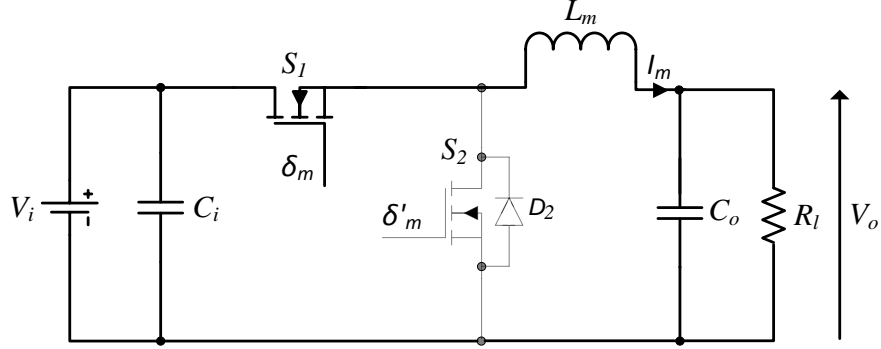 L_m
S_1
I_m
S_2
δ_m
V_i
+
-
C_i
δ'_m
D_2
C_o
R_l
V_o